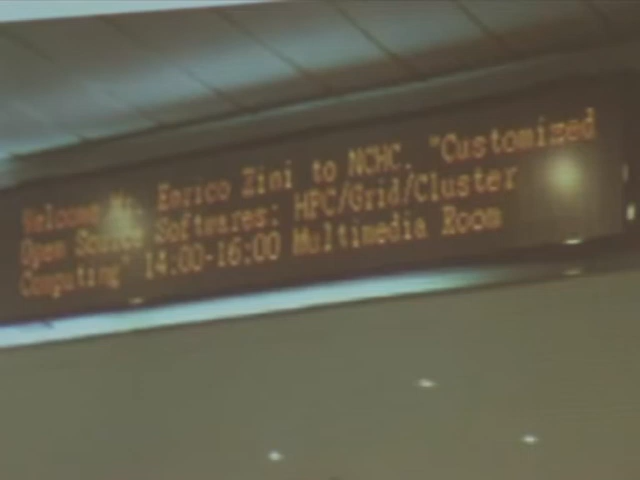 Welcome Mr. Enrico Zini to NCHC. "Customized
Open Source Softwares: HPC/Grid/Cluster
Computing" 14:00-16:00 Multimedia Room